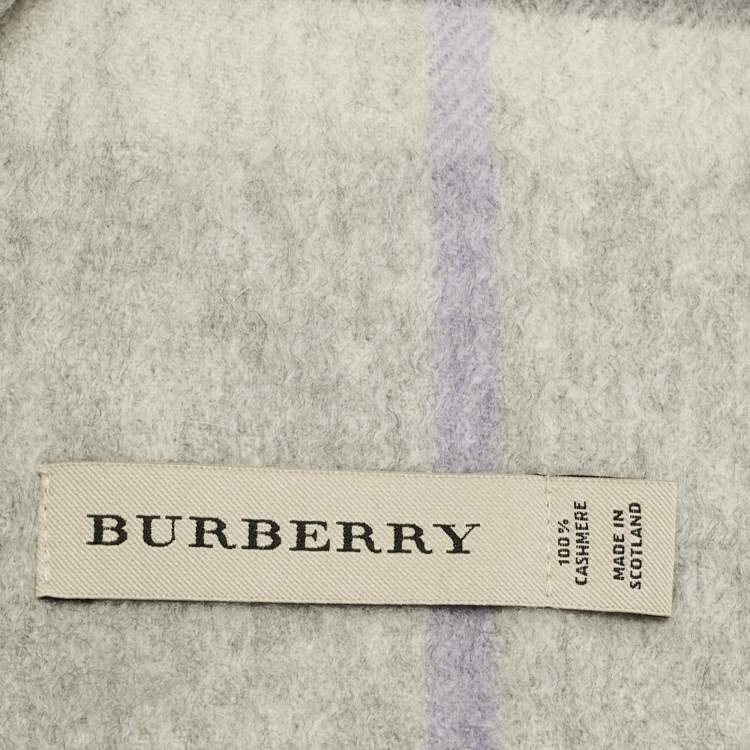 BURBERRY
100%
CASHMERE
MADE IN
SCOTLAND